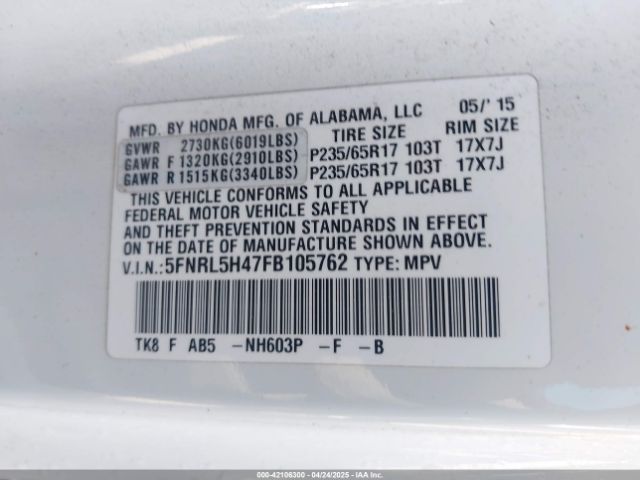 MFD. BY HONDA MFG. OF ALABAMA, LLC 05/' 15
TIRE SIZE RIM SIZE
GVWR 2730KG(6019LBS)
GAWR F 1320KG(2910LBS) P235/65R17 103T 17X7J
GAWR R 1515KG(3340LBS) P235/65R17 103T 17X7J
THIS VEHICLE CONFORMS TO ALL APPLICABLE
FEDERAL MOTOR VEHICLE SAFETY
AND THEFT PREVENTION STANDARDS IN EFFECT
ON THE DATE OF MANUFACTURE SHOWN ABOVE.
V.I.N.:5FNRL5H47FB105762 TYPE: MPV
TK8 F AB5 -NH603P -F -B
000-42106300 - 04/24/2025 - IAAI.COM